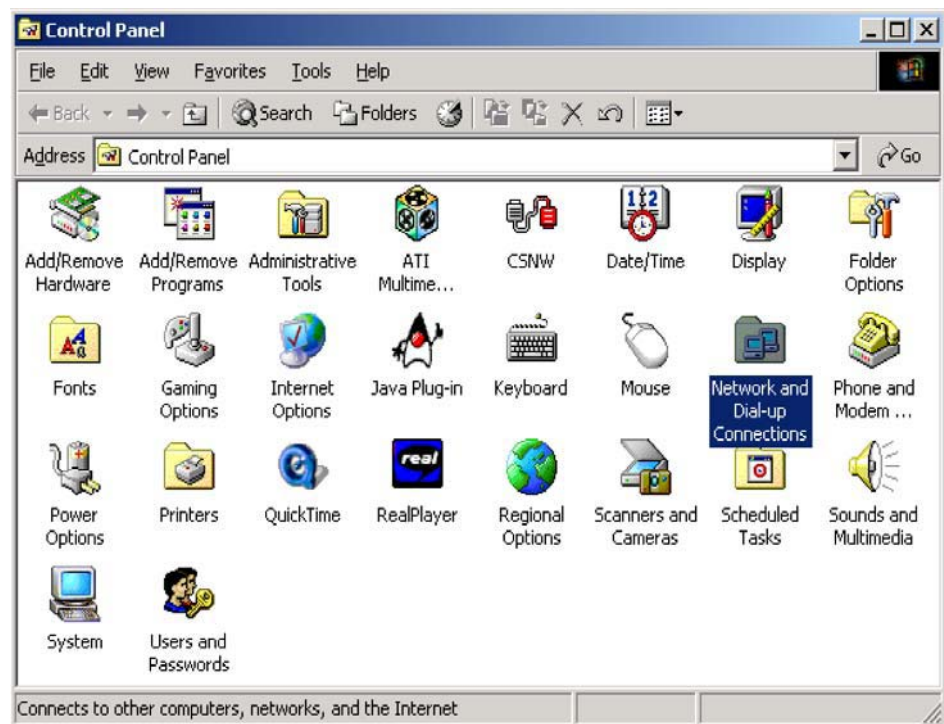 Control Panel
File Edit View Favorites Tools Help
Back Search Folders
Address Control Panel Go
Add/Remove Hardware
Add/Remove Programs
Administrative Tools
ATI Multime...
CSNW
Date/Time
Display
Folder Options
Fonts
Gaming Options
Internet Options
Java Plug-in
Keyboard
Mouse
Network and Dial-up Connections
Phone and Modem ...
Power Options
Printers
QuickTime
real
RealPlayer
Regional Options
Scanners and Cameras
Scheduled Tasks
Sounds and Multimedia
System
Users and Passwords
Connects to other computers, networks, and the Internet